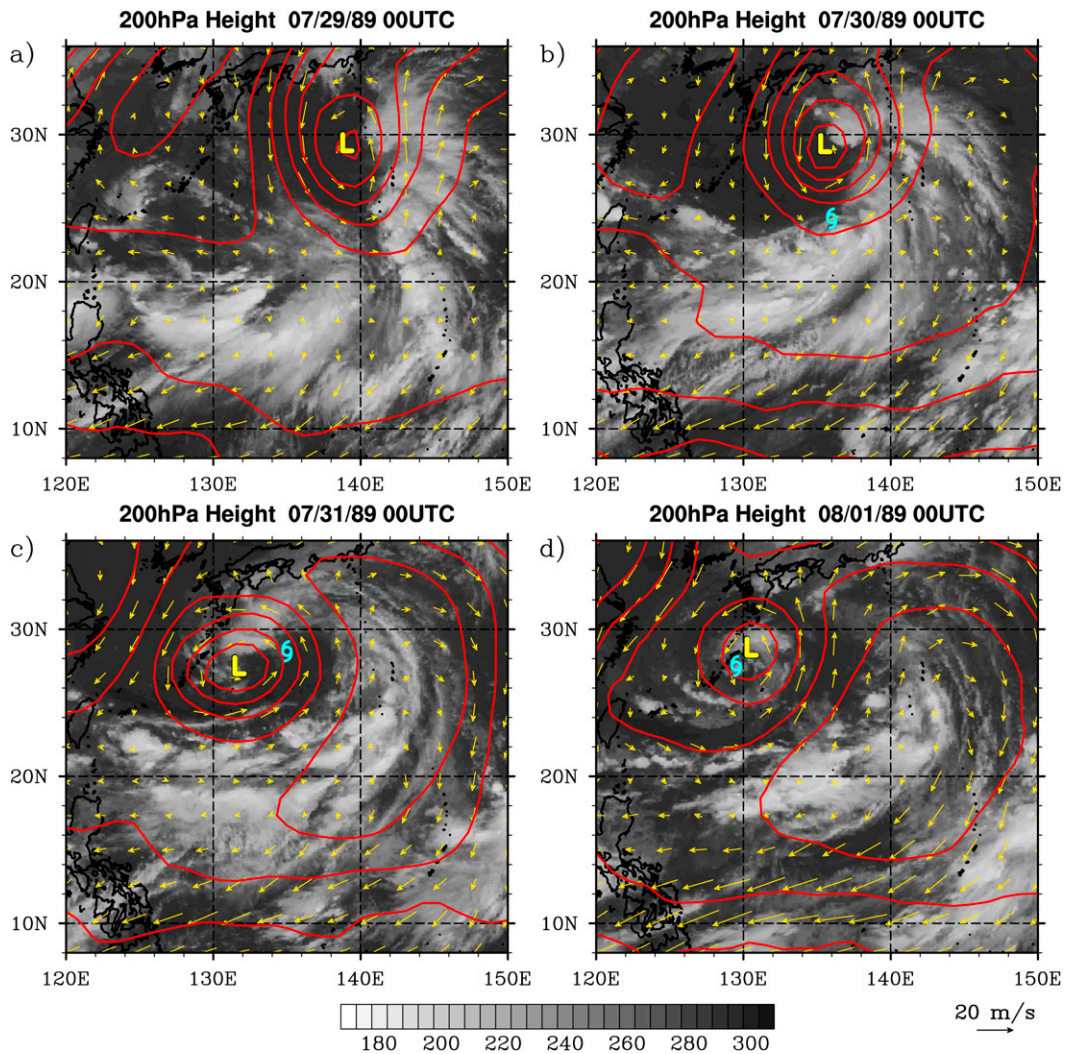 200hPa Height 07/29/89 00UTC
200hPa Height 07/30/89 00UTC
a)
b)
30N
30N
L
L
20N
20N
10N
10N
120E 130E 140E 150E
120E 130E 140E 150E
200hPa Height 07/31/89 00UTC
200hPa Height 08/01/89 00UTC
c)
d)
30N
30N
L
L
20N
20N
10N
10N
120E 130E 140E 150E
120E 130E 140E 150E
180 200 220 240 260 280 300
20 m/s